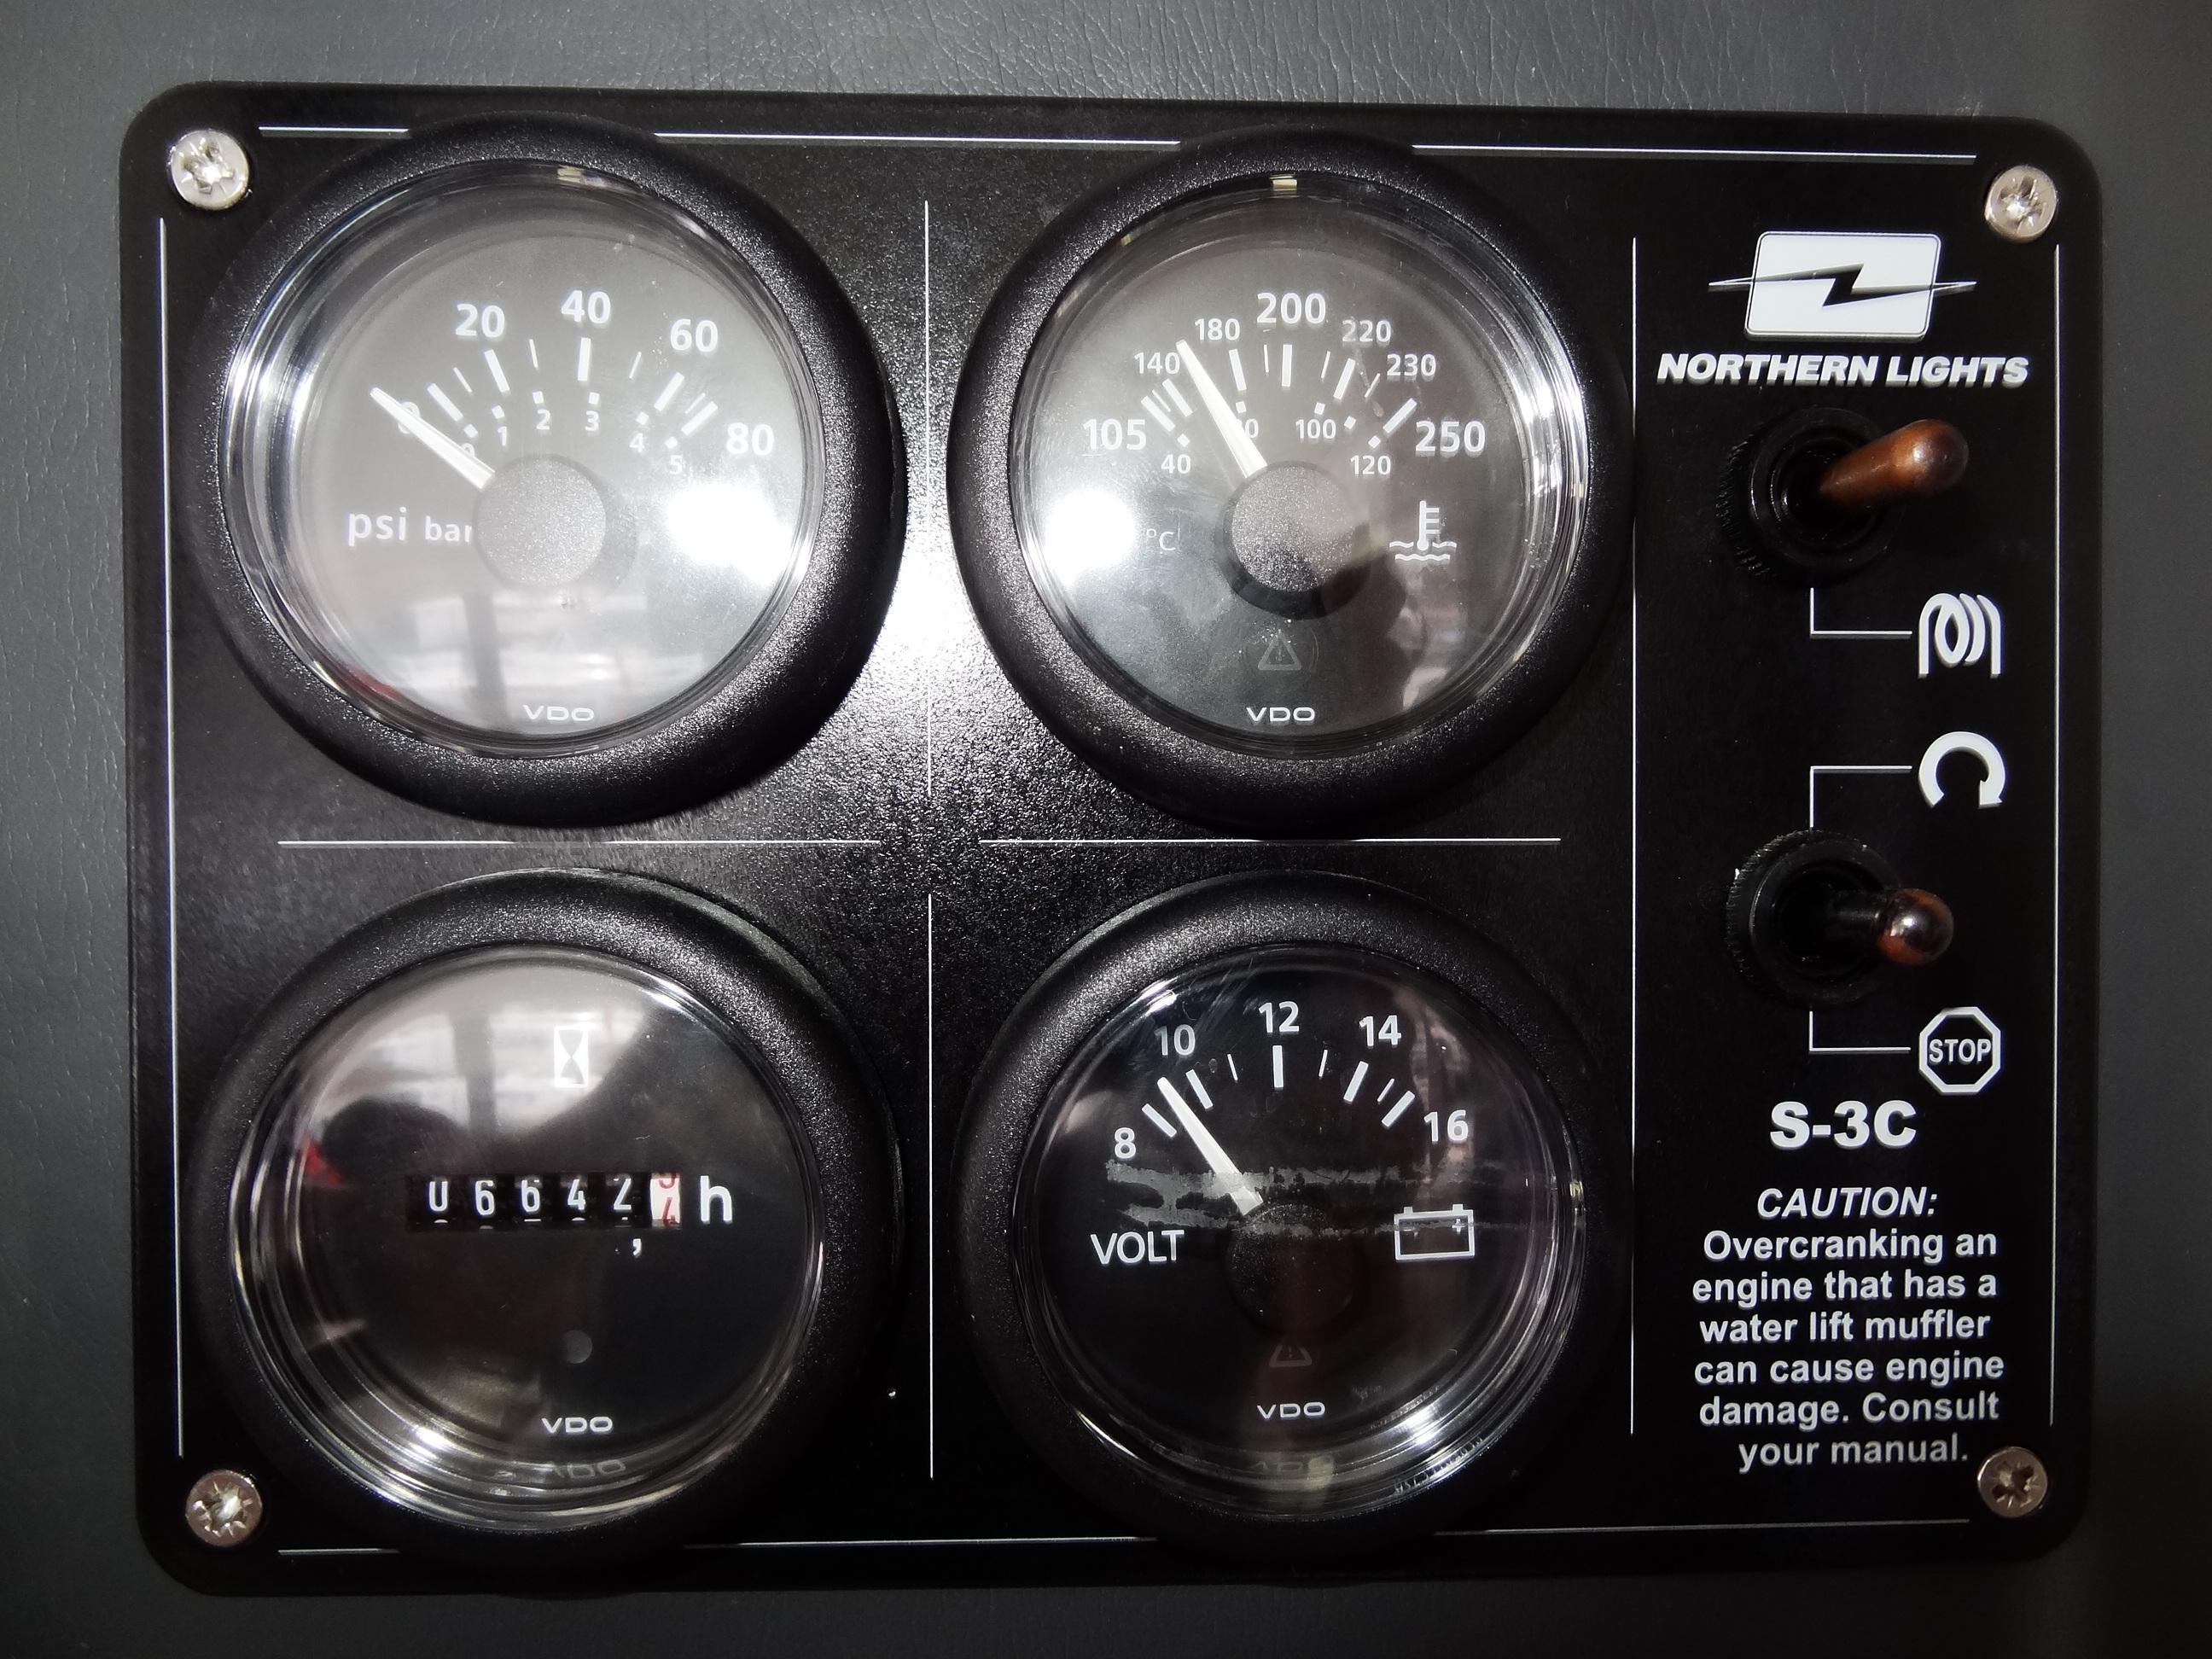 20 40 60 80
0 1 2 3 4 5
psi bar
VDO
105 140 180 200 220 230 250
40 100 120
°C
VDO
NORTHERN LIGHTS
06642 h
,
VDO
8 10 12 14 16
VOLT
VDO
STOP
S-3C
CAUTION:
Overcranking an
engine that has a
water lift muffler
can cause engine
damage. Consult
your manual.